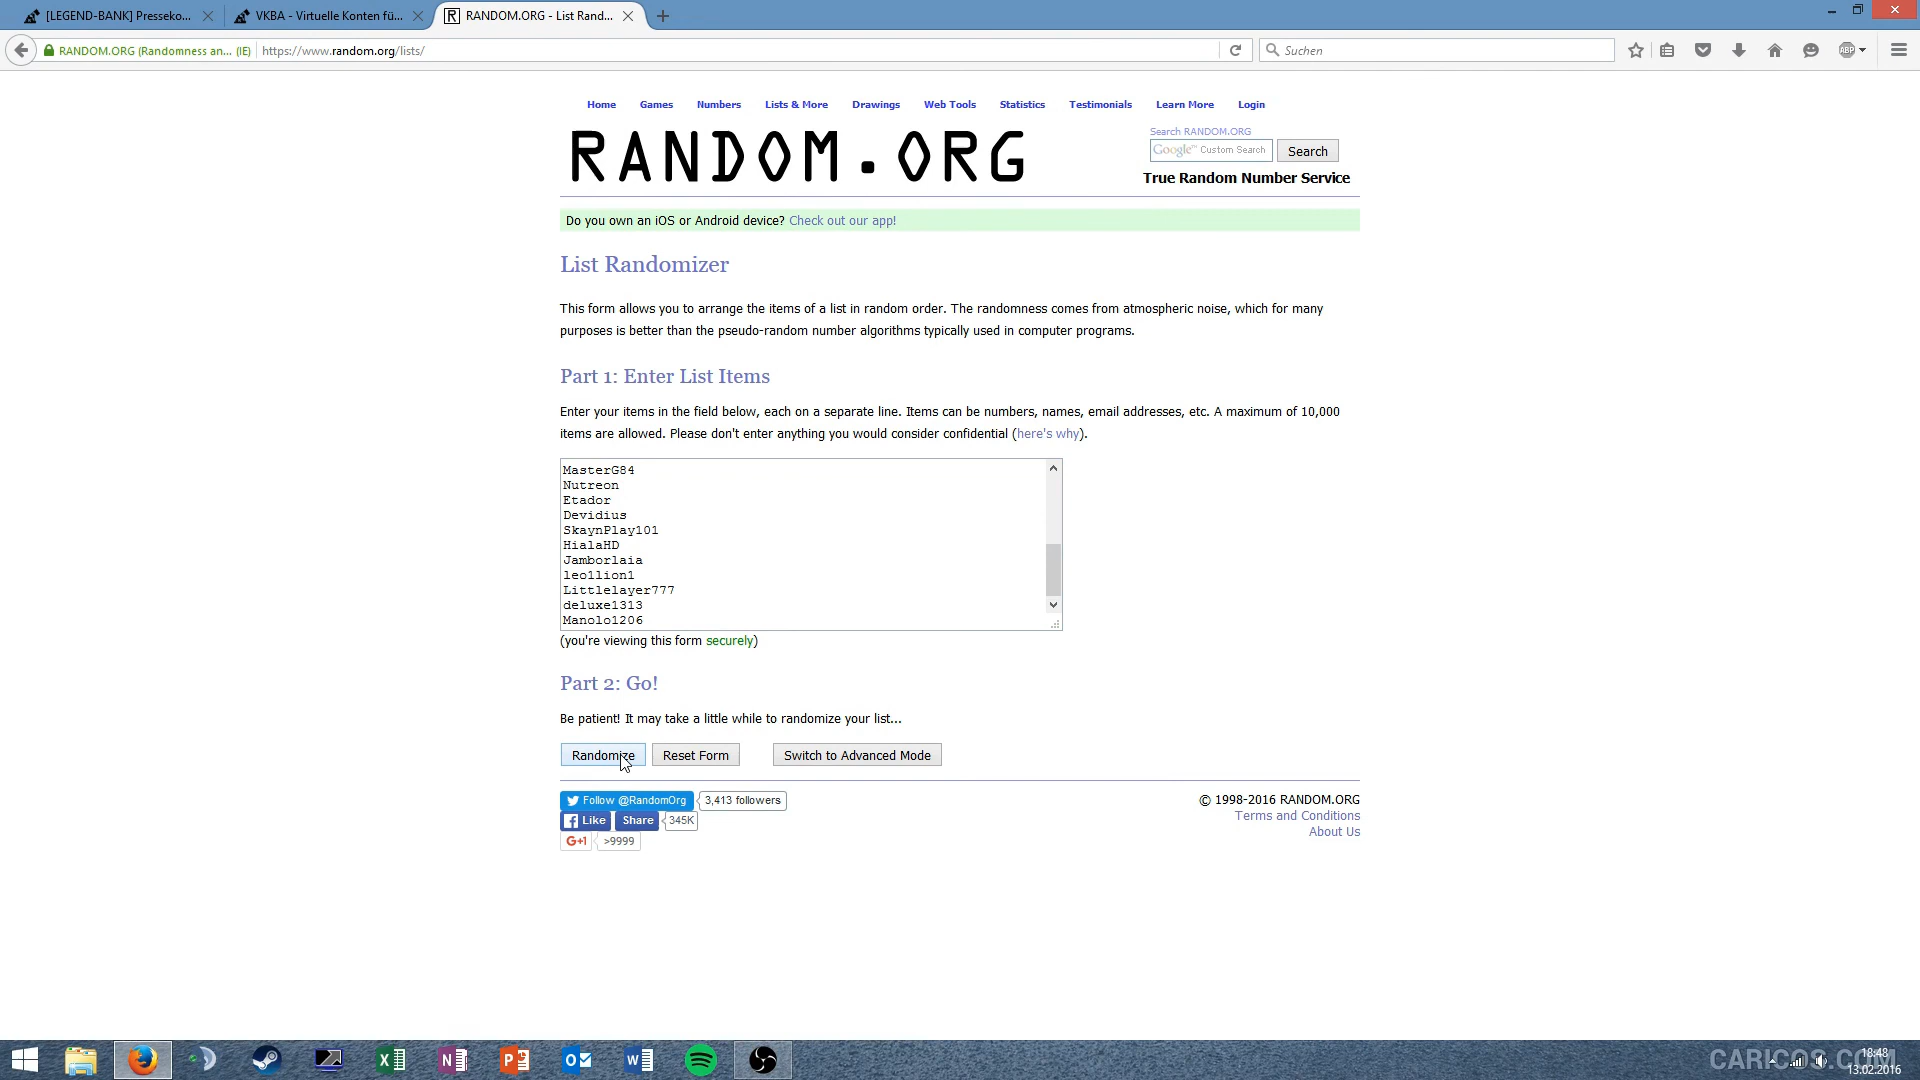 [LEGEND-BANK] Presseko...
VKBA - Virtuelle Konten fü...
RANDOM.ORG - List Rand...
RANDOM.ORG (Randomness an... (IE)
https://www.random.org/lists/
Suchen
ABP
Home Games Numbers Lists & More Drawings Web Tools Statistics Testimonials Learn More Login
RANDOM.ORG
Search RANDOM.ORG
Google™ Custom Search
Search
True Random Number Service
Do you own an iOS or Android device? Check out our app!
List Randomizer
This form allows you to arrange the items of a list in random order. The randomness comes from atmospheric noise, which for many
purposes is better than the pseudo-random number algorithms typically used in computer programs.
Part 1: Enter List Items
Enter your items in the field below, each on a separate line. Items can be numbers, names, email addresses, etc. A maximum of 10,000
items are allowed. Please don't enter anything you would consider confidential (here's why).
MasterG84
Nutreon
Etador
Devidius
SkaynPlay101
HialaHD
Jamborlaia
leo1lion1
Littlelayer777
deluxe1313
Manolo1206
(you're viewing this form securely)
Part 2: Go!
Be patient! It may take a little while to randomize your list...
Randomize
Reset Form
Switch to Advanced Mode
Follow @RandomOrg
3,413 followers
Like
Share
345K
G+1
>9999
© 1998-2016 RANDOM.ORG
Terms and Conditions
About Us
CARICOS.COM
18:48
13.02.2016